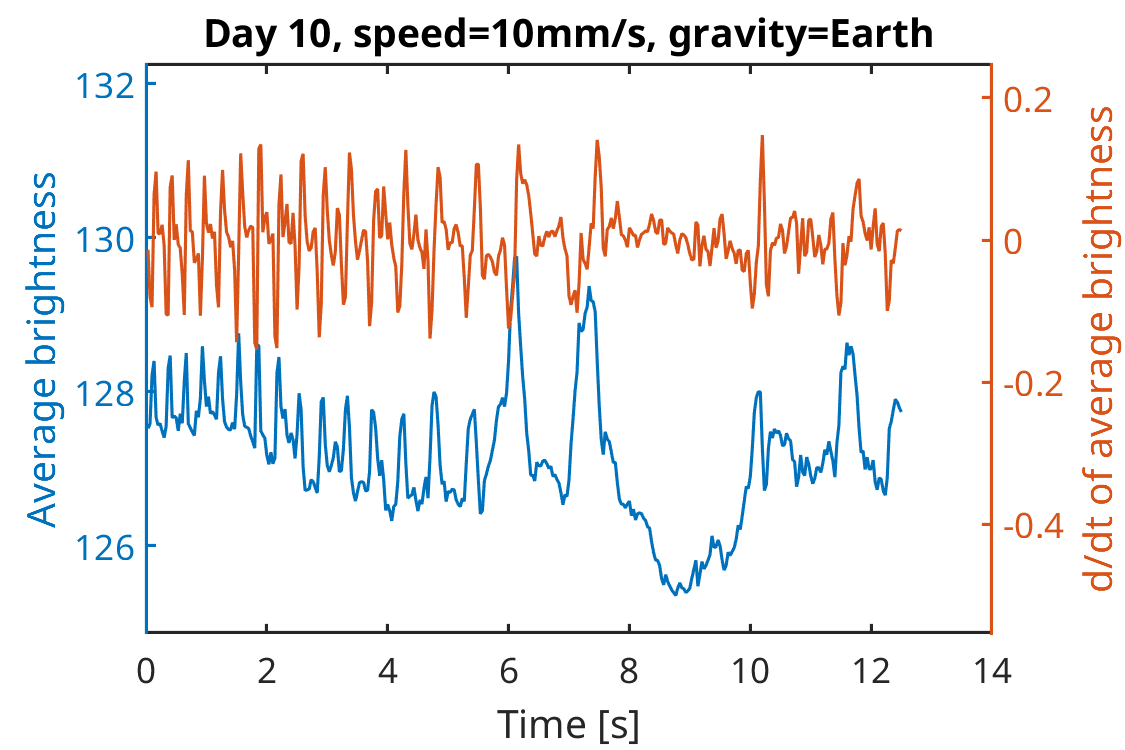 Day 10, speed=10mm/s, gravity=Earth
Average brightness
132
130
128
126
0.2
0
-0.2
-0.4
d/dt of average brightness
0 2 4 6 8 10 12 14
Time [s]